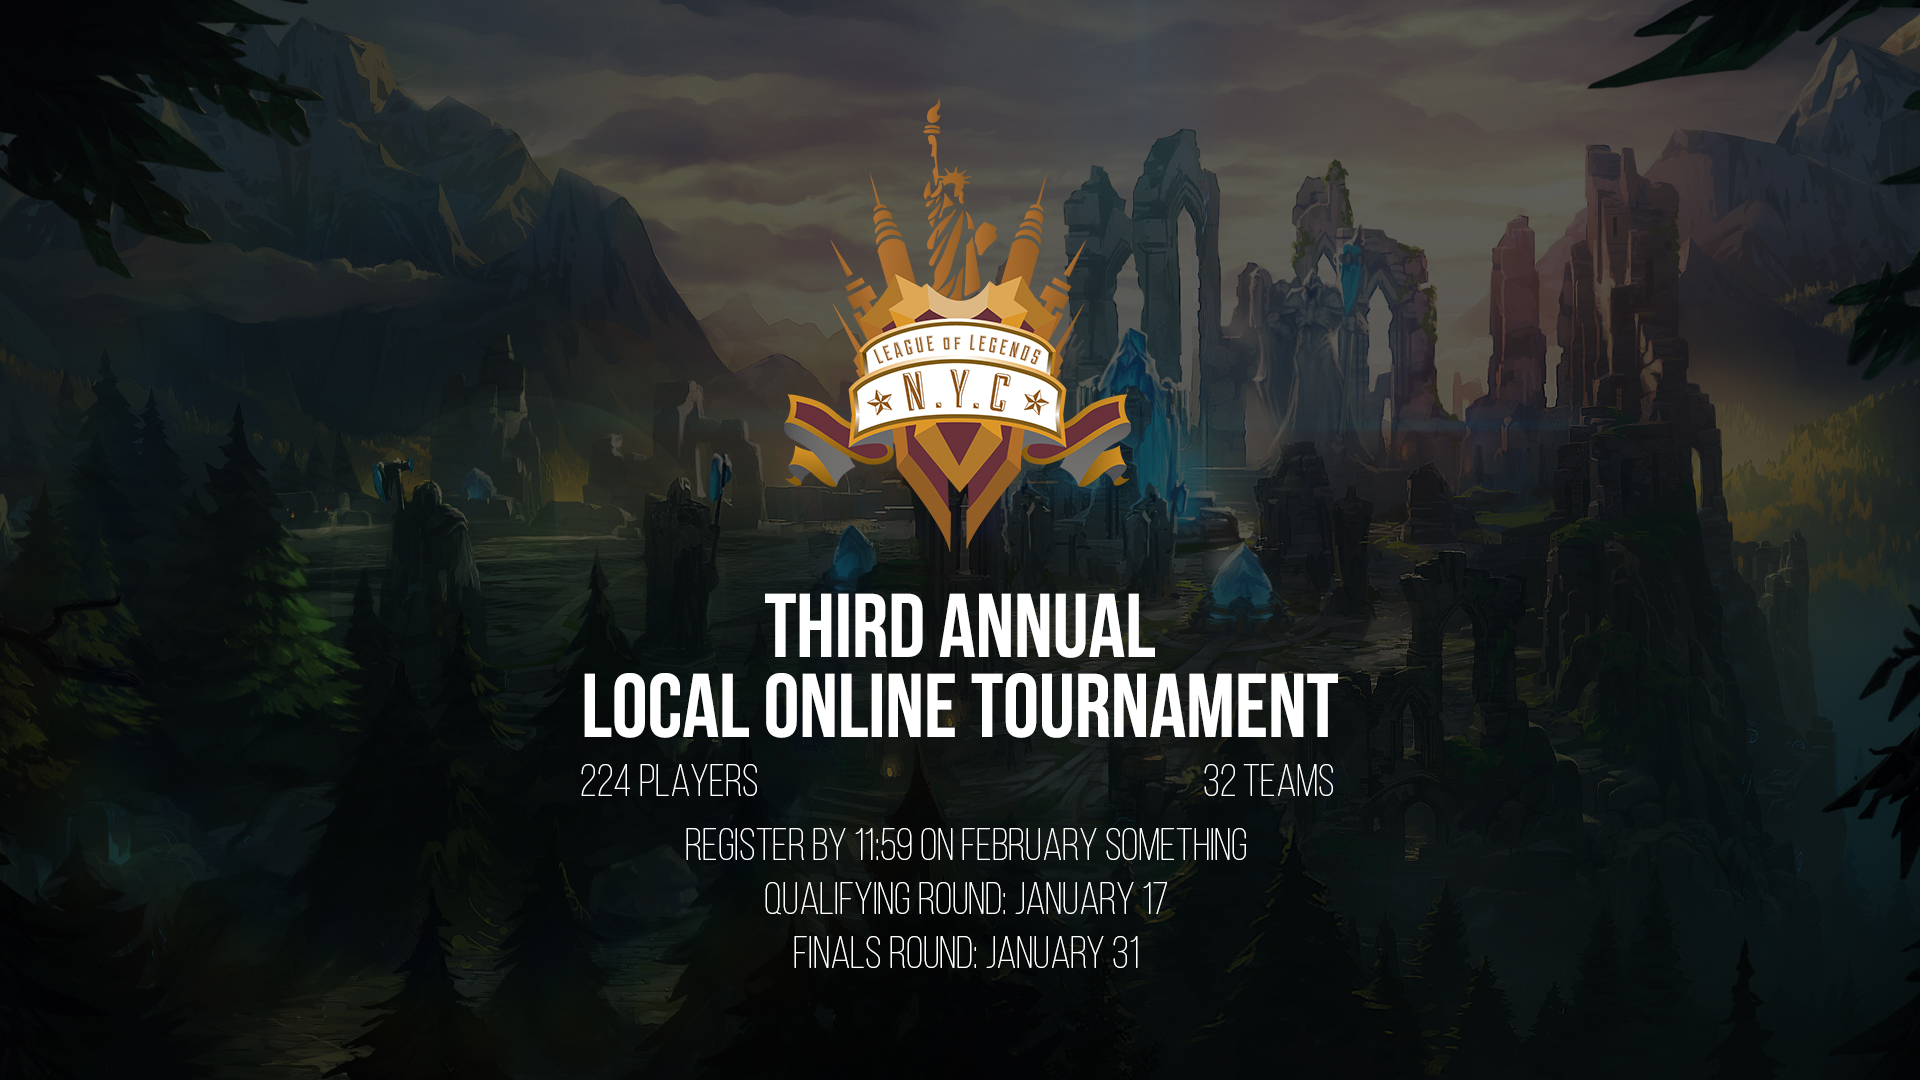 LEAGUE OF LEGENDS
N.Y.C
THIRD ANNUAL
LOCAL ONLINE TOURNAMENT
224 PLAYERS
32 TEAMS
REGISTER BY 11:59 ON FEBRUARY SOMETHING
QUALIFYING ROUND: JANUARY 17
FINALS ROUND: JANUARY 31